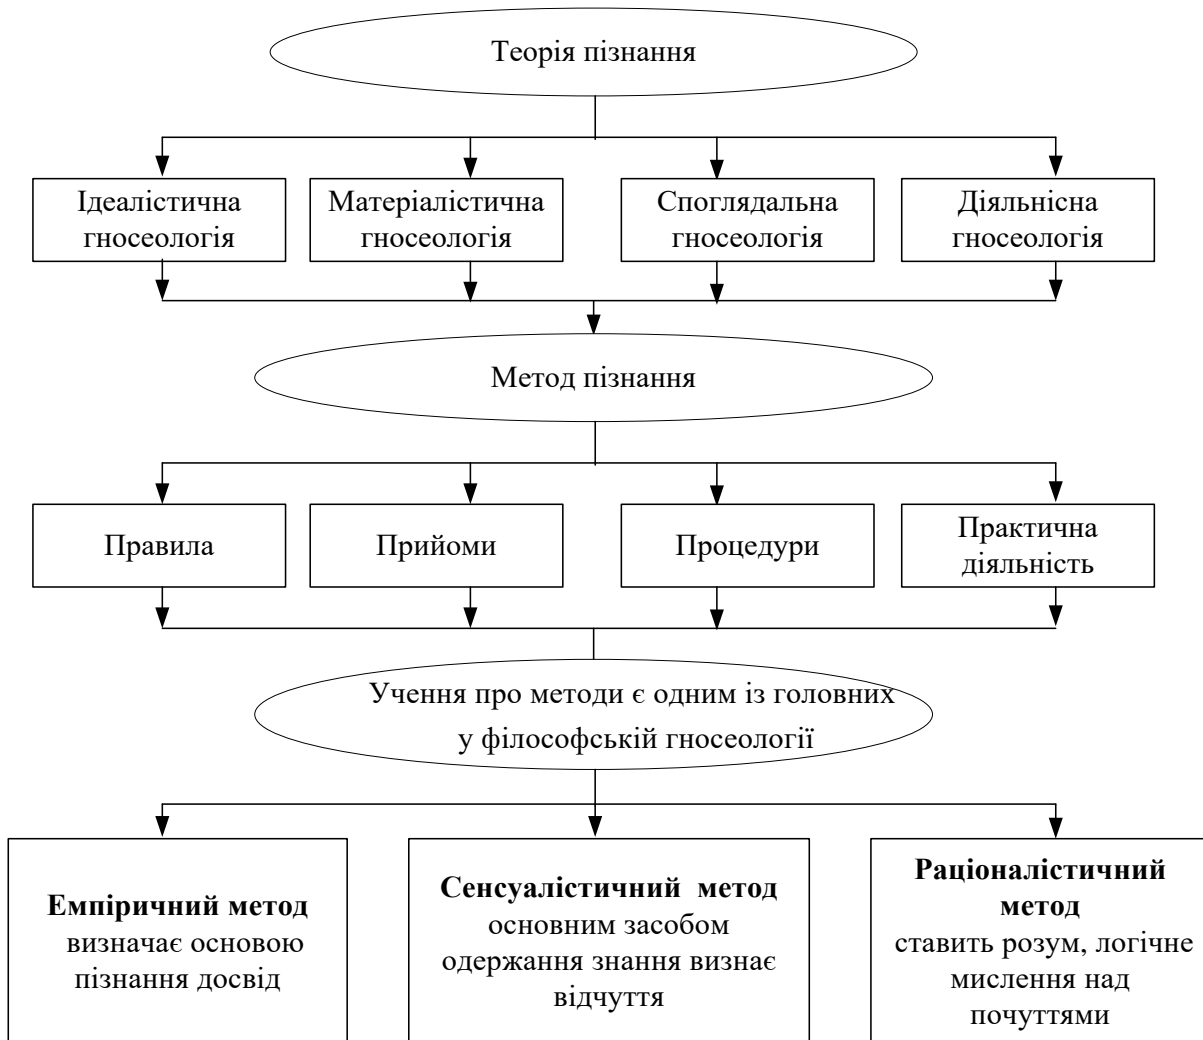 Теорія пізнання
Ідеалістична
гносеологія
Матеріалістична
гносеологія
Споглядальна
гносеологія
Діяльнісна
гносеологія
Метод пізнання
Правила
Прийоми
Процедури
Практична
діяльність
Учення про методи є одним із головних
у філософській гносеології
Емпіричний метод
визначає основою
пізнання досвід
Сенсуалістичний метод
основним засобом
одержання знання визнає
відчуття
Раціоналістичний
метод
ставить розум, логічне
мислення над
почуттями